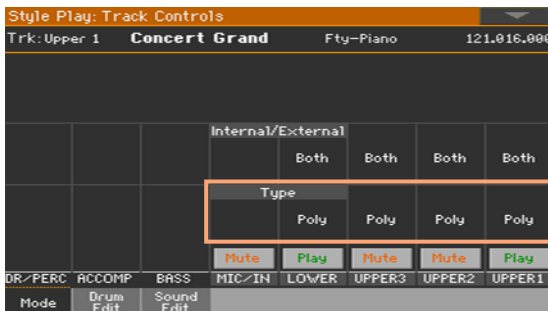 Style Play: Track Controls
Trk:Upper 1 Concert Grand Fty-Piano 121.016.000
Internal/External
Both Both Both Both
Type
Poly Poly Poly Poly
Mute Play Mute Mute Play
DR/PERC ACCOMP BASS MIC/IN LOWER UPPER3 UPPER2 UPPER1
Mode Drum Edit Sound Edit